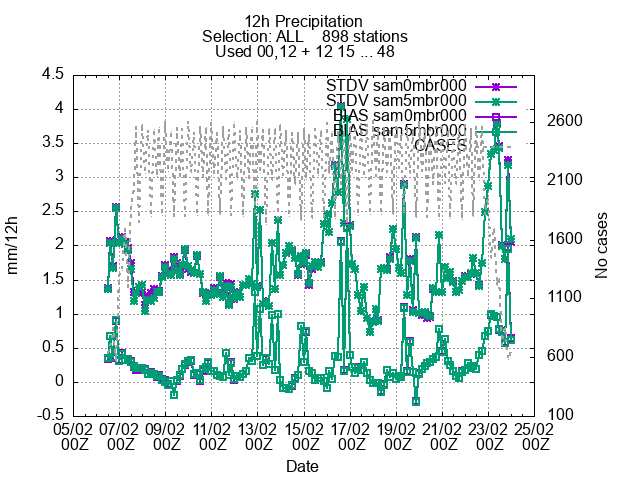 12h Precipitation
Selection: ALL 898 stations
Used 00,12 + 12 15 ... 48
STDV sam0mbr000
STDV sam5mbr000
BIAS sam0mbr000
BIAS sam5mbr000
CASES
4.5
4
3.5
3
2.5
2
1.5
1
0.5
0
-0.5
mm/12h
2600
2100
1600
1100
600
100
No cases
05/02 07/02 09/02 11/02 13/02 15/02 17/02 19/02 21/02 23/02 25/02
00Z 00Z 00Z 00Z 00Z 00Z 00Z 00Z 00Z 00Z 00Z
Date